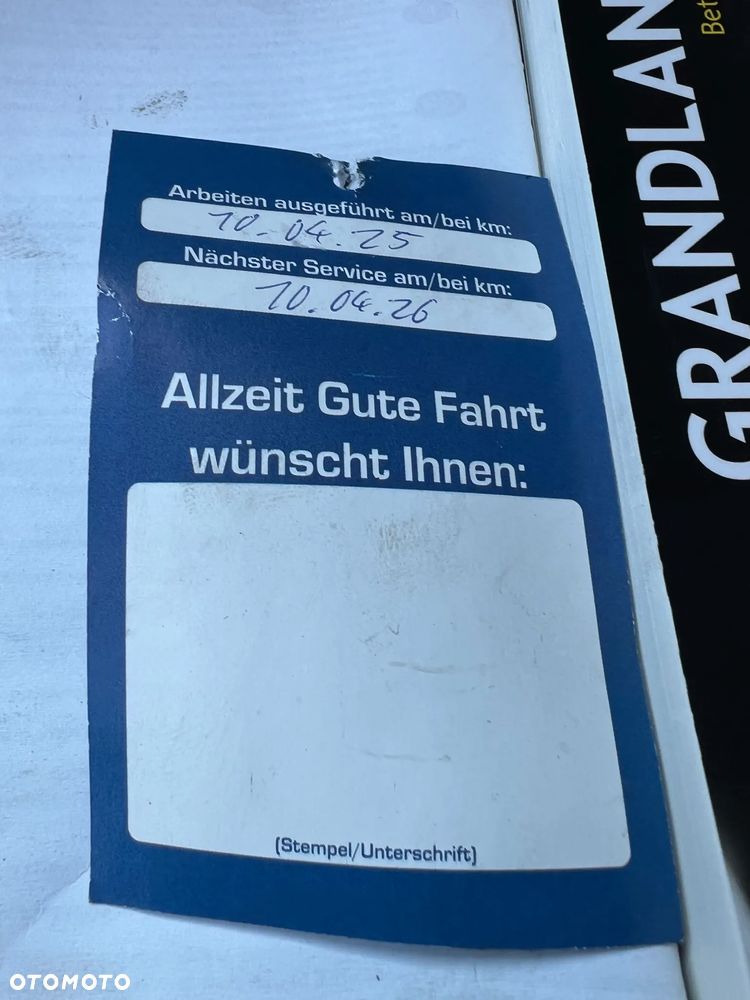 Arbeiten ausgeführt am/bei km:
10.04.25
Nächster Service am/bei km:
10.04.26
Allzeit Gute Fahrt
wünscht Ihnen:
(Stempel/Unterschrift)
GRANDLAN
Bet
OTOMOTO